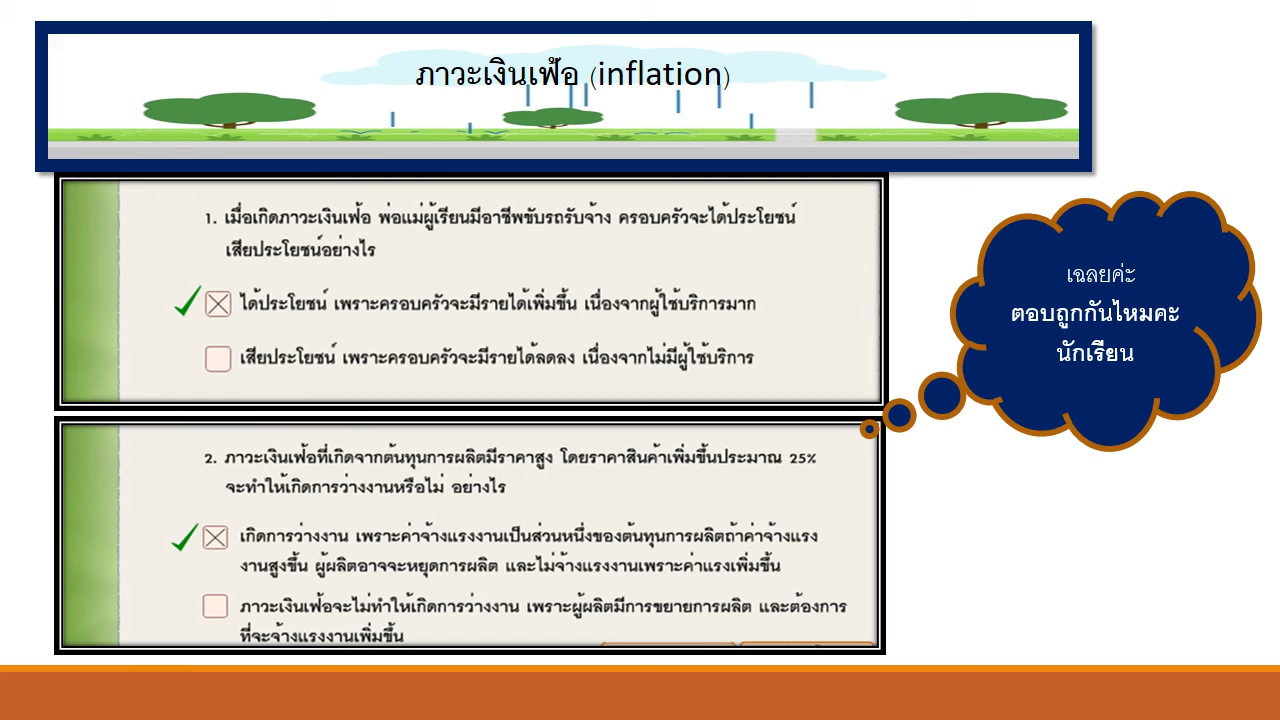 ภาวะเงินเฟ้อ (inflation)
1. เมื่อเกิดภาวะเงินเฟ้อ พ่อแม่ผู้เรียนมีอาชีพขับรถรับจ้าง ครอบครัวจะได้ประโยชน์
เสียประโยชน์อย่างไร
ได้ประโยชน์ เพราะครอบครัวจะมีรายได้เพิ่มขึ้น เนื่องจากผู้ใช้บริการมาก
เสียประโยชน์ เพราะครอบครัวจะมีรายได้ลดลง เนื่องจากไม่มีผู้ใช้บริการ
เฉลยค่ะ
ตอบถูกกันไหมคะ
นักเรียน
2. ภาวะเงินเฟ้อที่เกิดจากต้นทุนการผลิตมีราคาสูง โดยราคาสินค้าเพิ่มขึ้นประมาณ 25%
จะทำให้เกิดการว่างงานหรือไม่ อย่างไร
เกิดการว่างงาน เพราะค่าจ้างแรงงานเป็นส่วนหนึ่งของต้นทุนการผลิตถ้าค่าจ้างแรง
งานสูงขึ้น ผู้ผลิตอาจจะหยุดการผลิต และไม่จ้างแรงงานเพราะค่าแรงเพิ่มขึ้น
ภาวะเงินเฟ้อจะไม่ทำให้เกิดการว่างงาน เพราะผู้ผลิตมีการขยายการผลิต และต้องการ
ที่จะจ้างแรงงานเพิ่มขึ้น